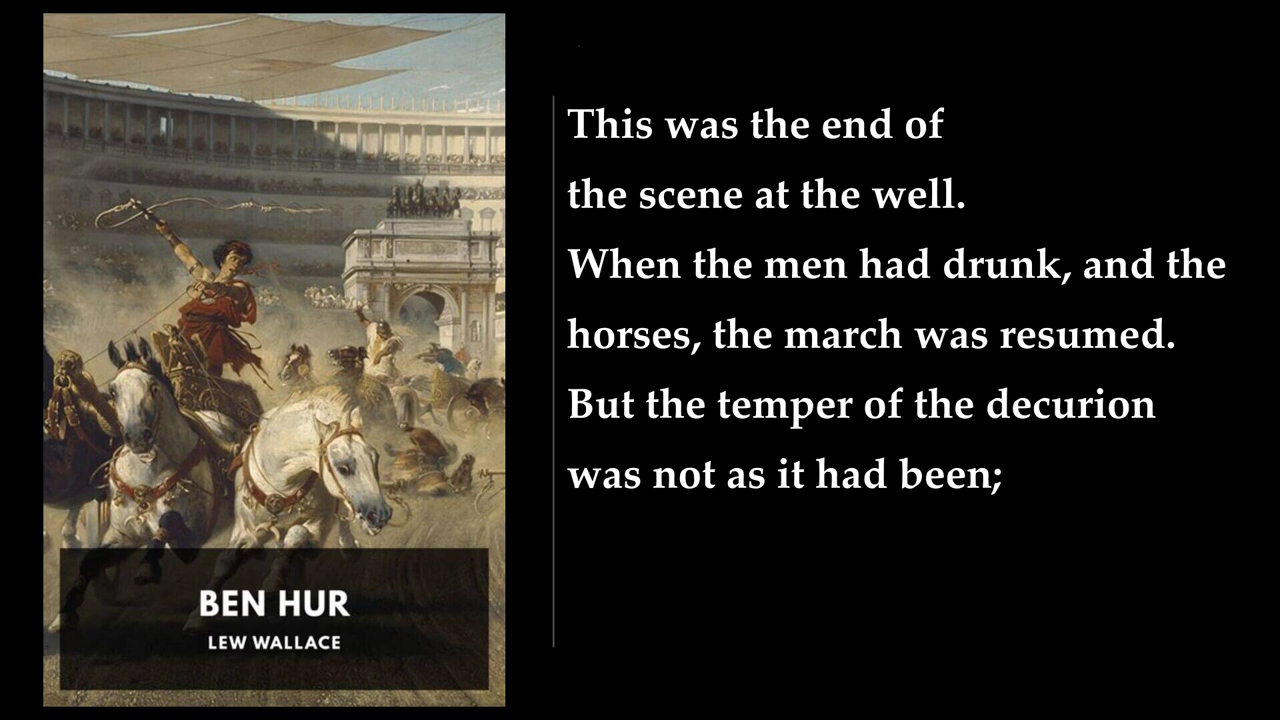 BEN HUR
LEW WALLACE
This was the end of
the scene at the well.
When the men had drunk, and the
horses, the march was resumed.
But the temper of the decurion
was not as it had been;